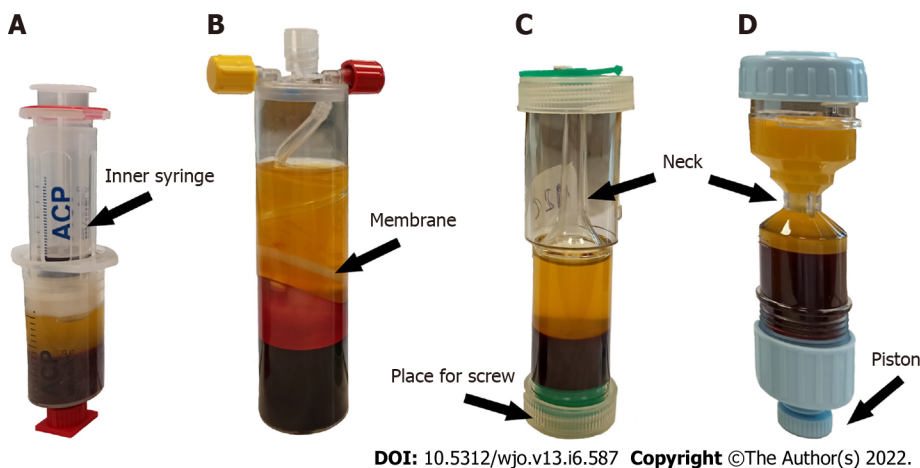 A
B
C
D
Inner syringe
ACP
ACP
Membrane
Neck
Place for screw
Piston
DOI: 10.5312/wjo.v13.i6.587 Copyright ©The Author(s) 2022.